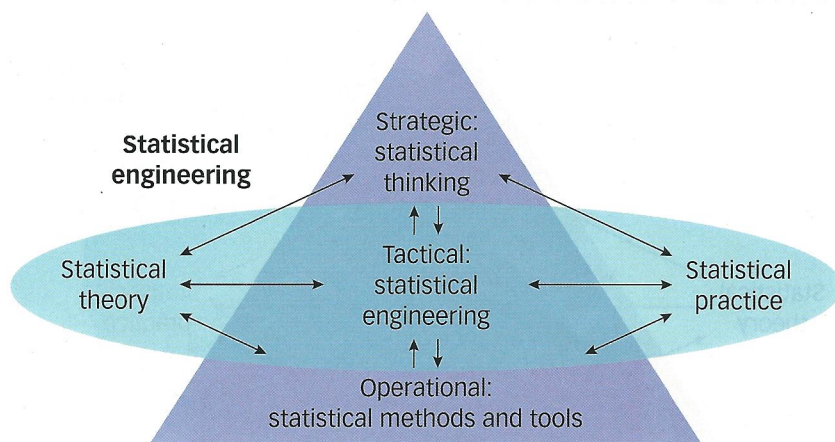 Statistical
engineering
Strategic:
statistical
thinking
Statistical
theory
Tactical:
statistical
engineering
Statistical
practice
Operational:
statistical methods and tools